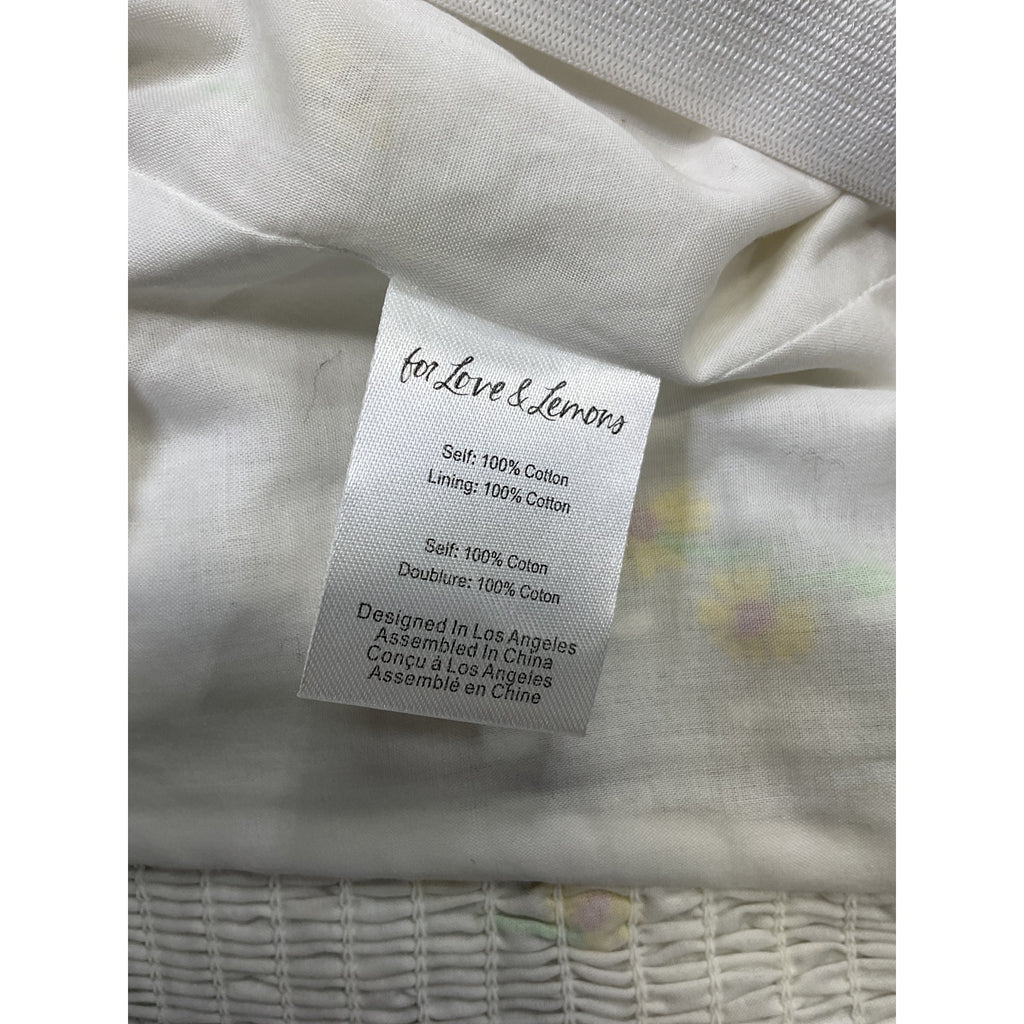 for Love & Lemons
Self: 100% Cotton
Lining: 100% Cotton
Self: 100% Coton
Doublure: 100% Coton
Designed In Los Angeles
Assembled In China
Conçu à Los Angeles
Assemblé en Chine